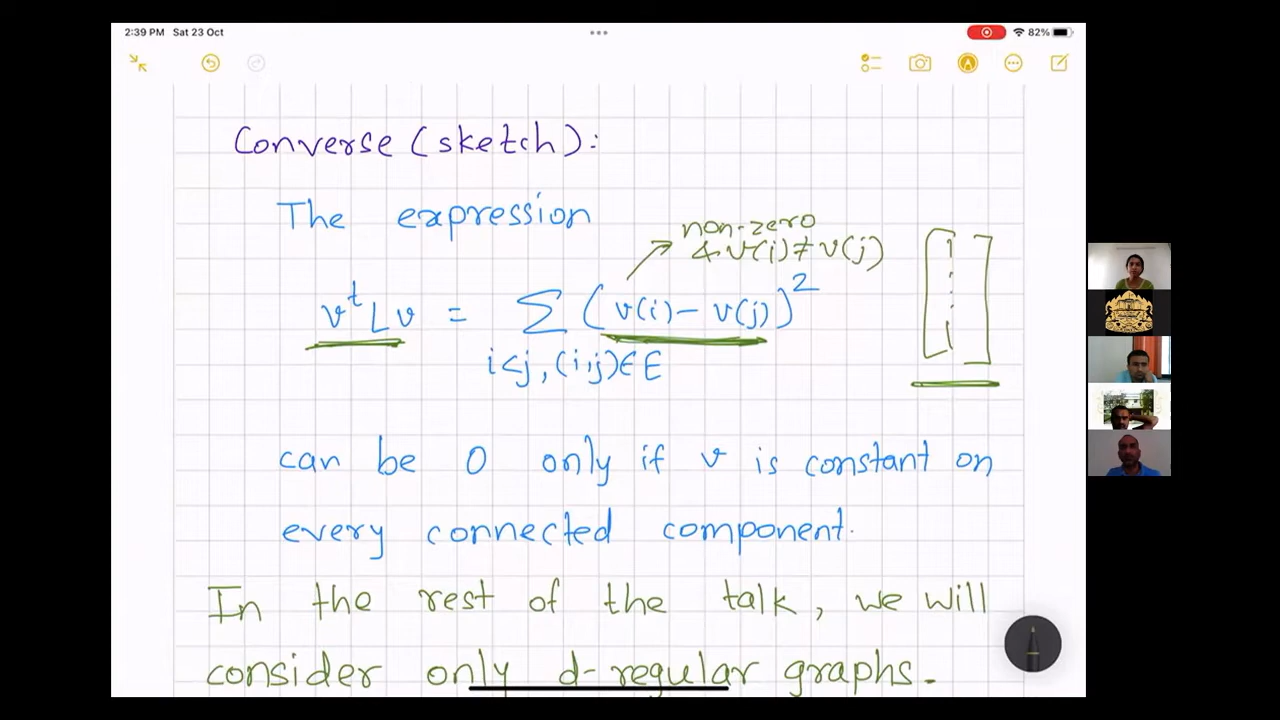 2:39 PM Sat 23 Oct
82%
Converse (sketch):
The expression
non-zero
& v(i) ≠ v(j)
vᵗLv = Σ (v(i) − v(j))²
i<j, (i,j)∈E
can be 0 only if v is constant on
every connected component.
In the rest of the talk, we will
consider only d-regular graphs.